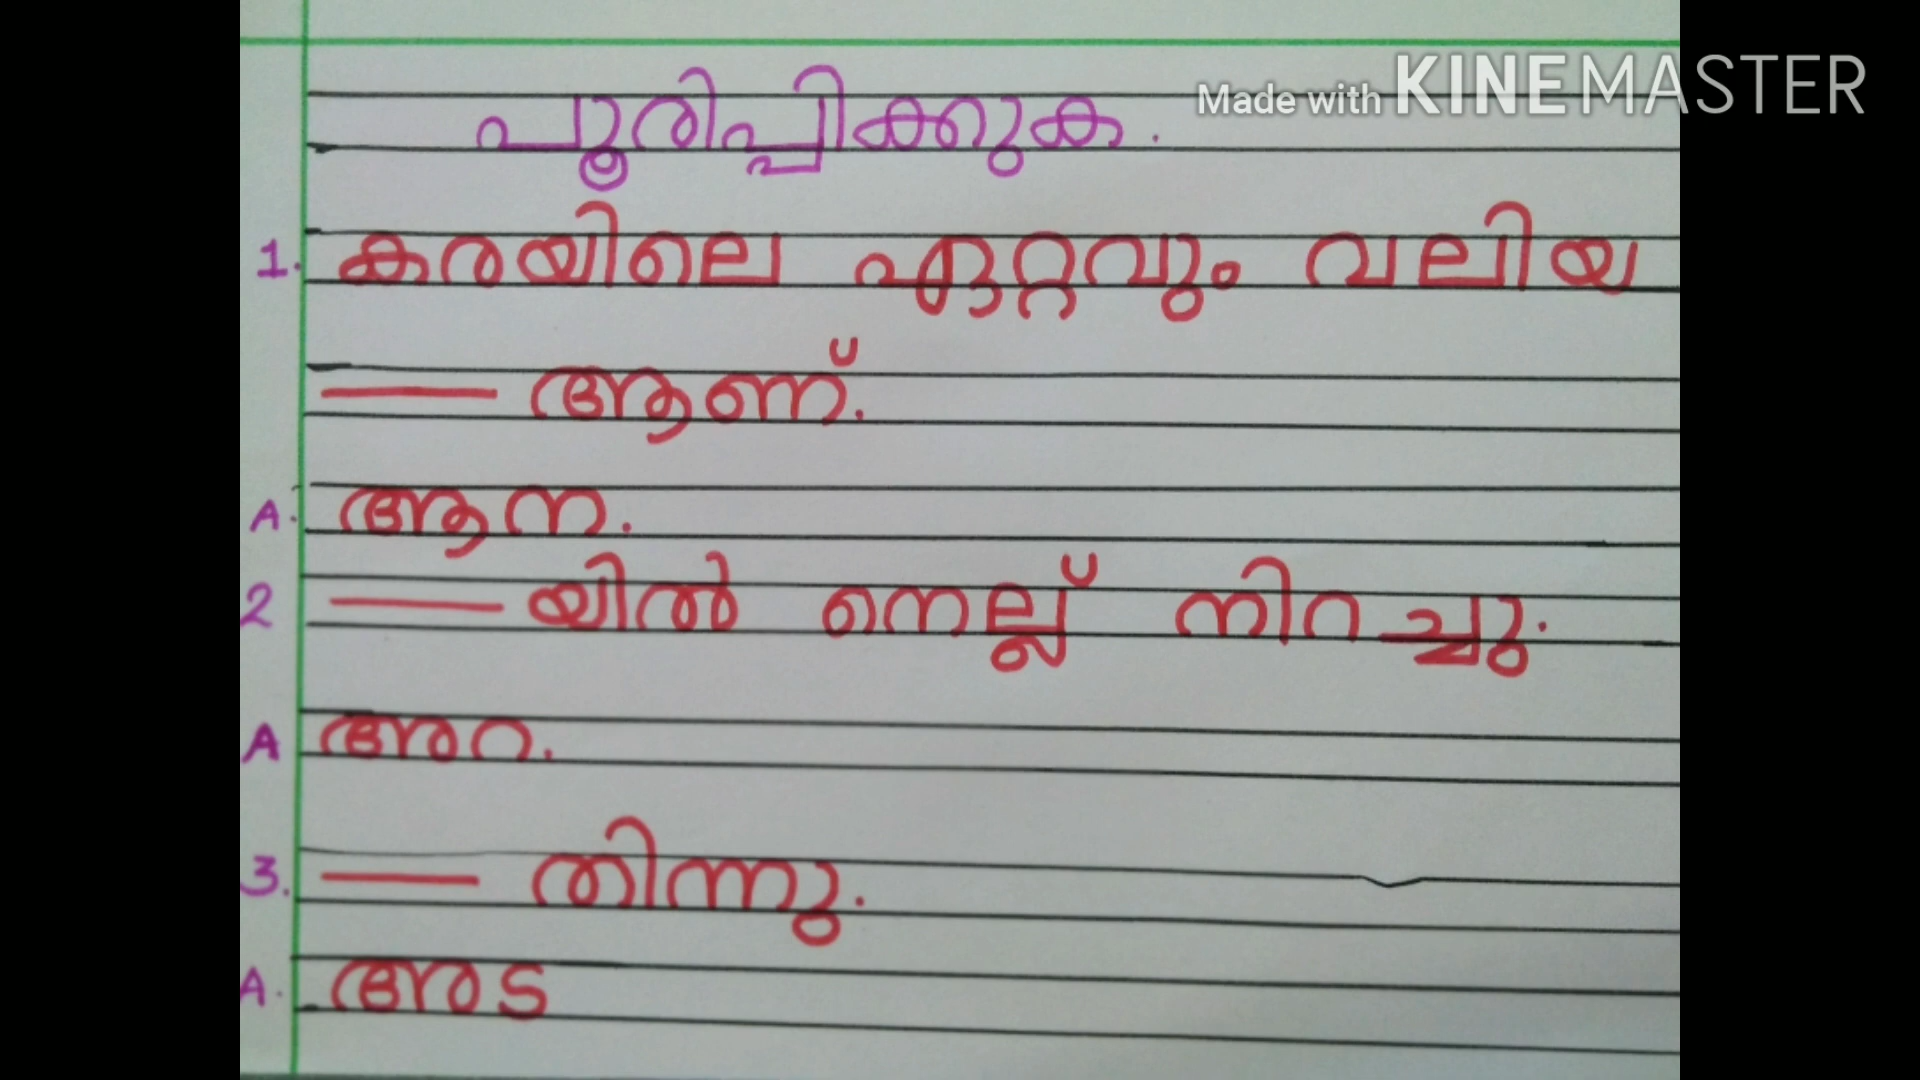 Made with KINEMASTER
പൂരിപ്പിക്കുക.
1. കരയിലെ ഏറ്റവും വലിയ
— ആണ്.
A. ആന.
2 — യിൽ നെല്ല് നിറച്ചു.
A അറ.
3. — തിന്നു.
A. അട